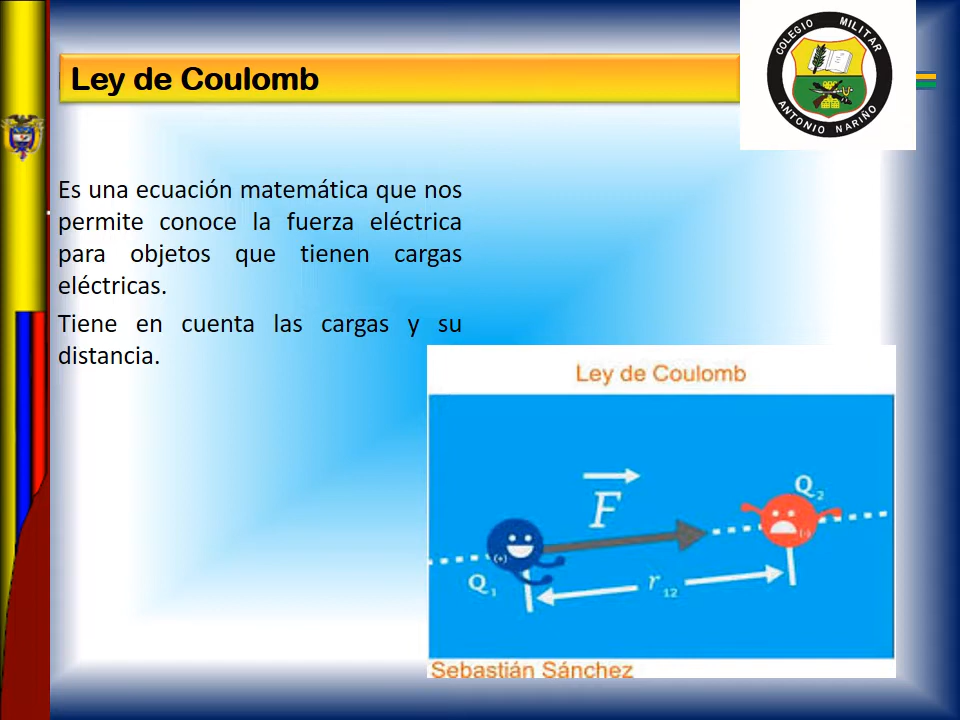 Ley de Coulomb
COLEGIO MILITAR
ANTONIO NARIÑO
Es una ecuación matemática que nos
permite conoce la fuerza eléctrica
para objetos que tienen cargas
eléctricas.
Tiene en cuenta las cargas y su
distancia.
Ley de Coulomb
F
Q₂
(-)
(+)
Q₁
r₁₂
Sebastián Sánchez